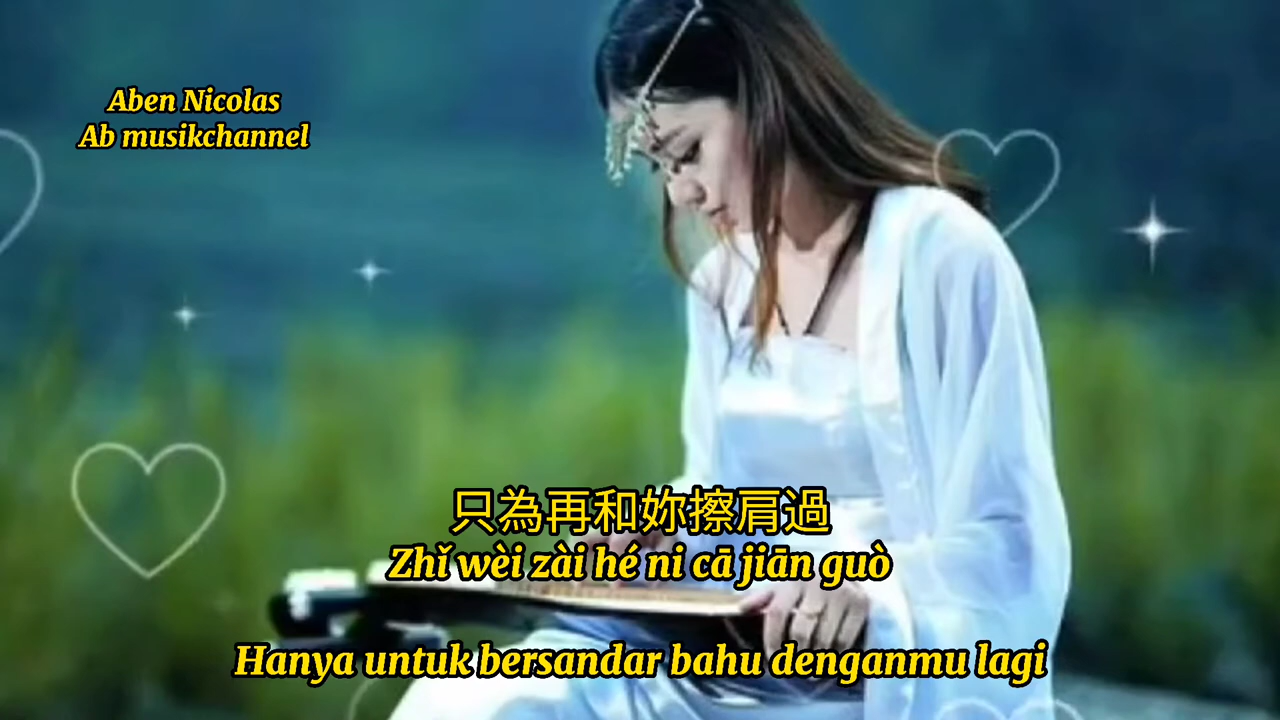 Aben Nicolas
Ab musikchannel
只為再和妳擦肩過
Zhǐ wèi zài hé ni cā jiān guò
Hanya untuk bersandar bahu denganmu lagi